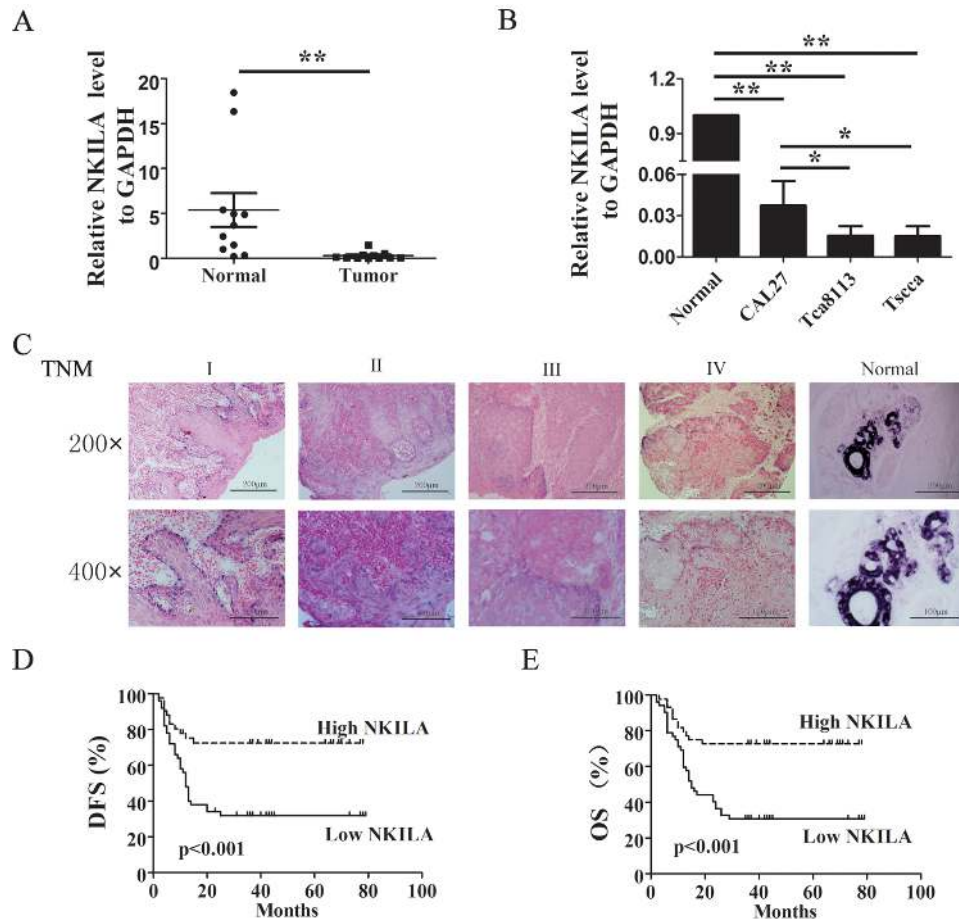 A
Relative NKILA level
to GAPDH
**
20
15
10
5
0
Normal
Tumor
B
Relative NKILA level
to GAPDH
**
**
**
*
*
1.2
0.9
0.06
0.03
0.00
Normal
CAL27
Tca8113
Tscca
C
TNM
I
II
III
IV
Normal
200×
200μm
200μm
400×
D
DFS (%)
100
80
60
40
20
0
High NKILA
Low NKILA
p<0.001
0
20
40
60
80
100
Months
E
OS (%)
100
80
60
40
20
0
High NKILA
Low NKILA
p<0.001
0
20
40
60
80
100
Months